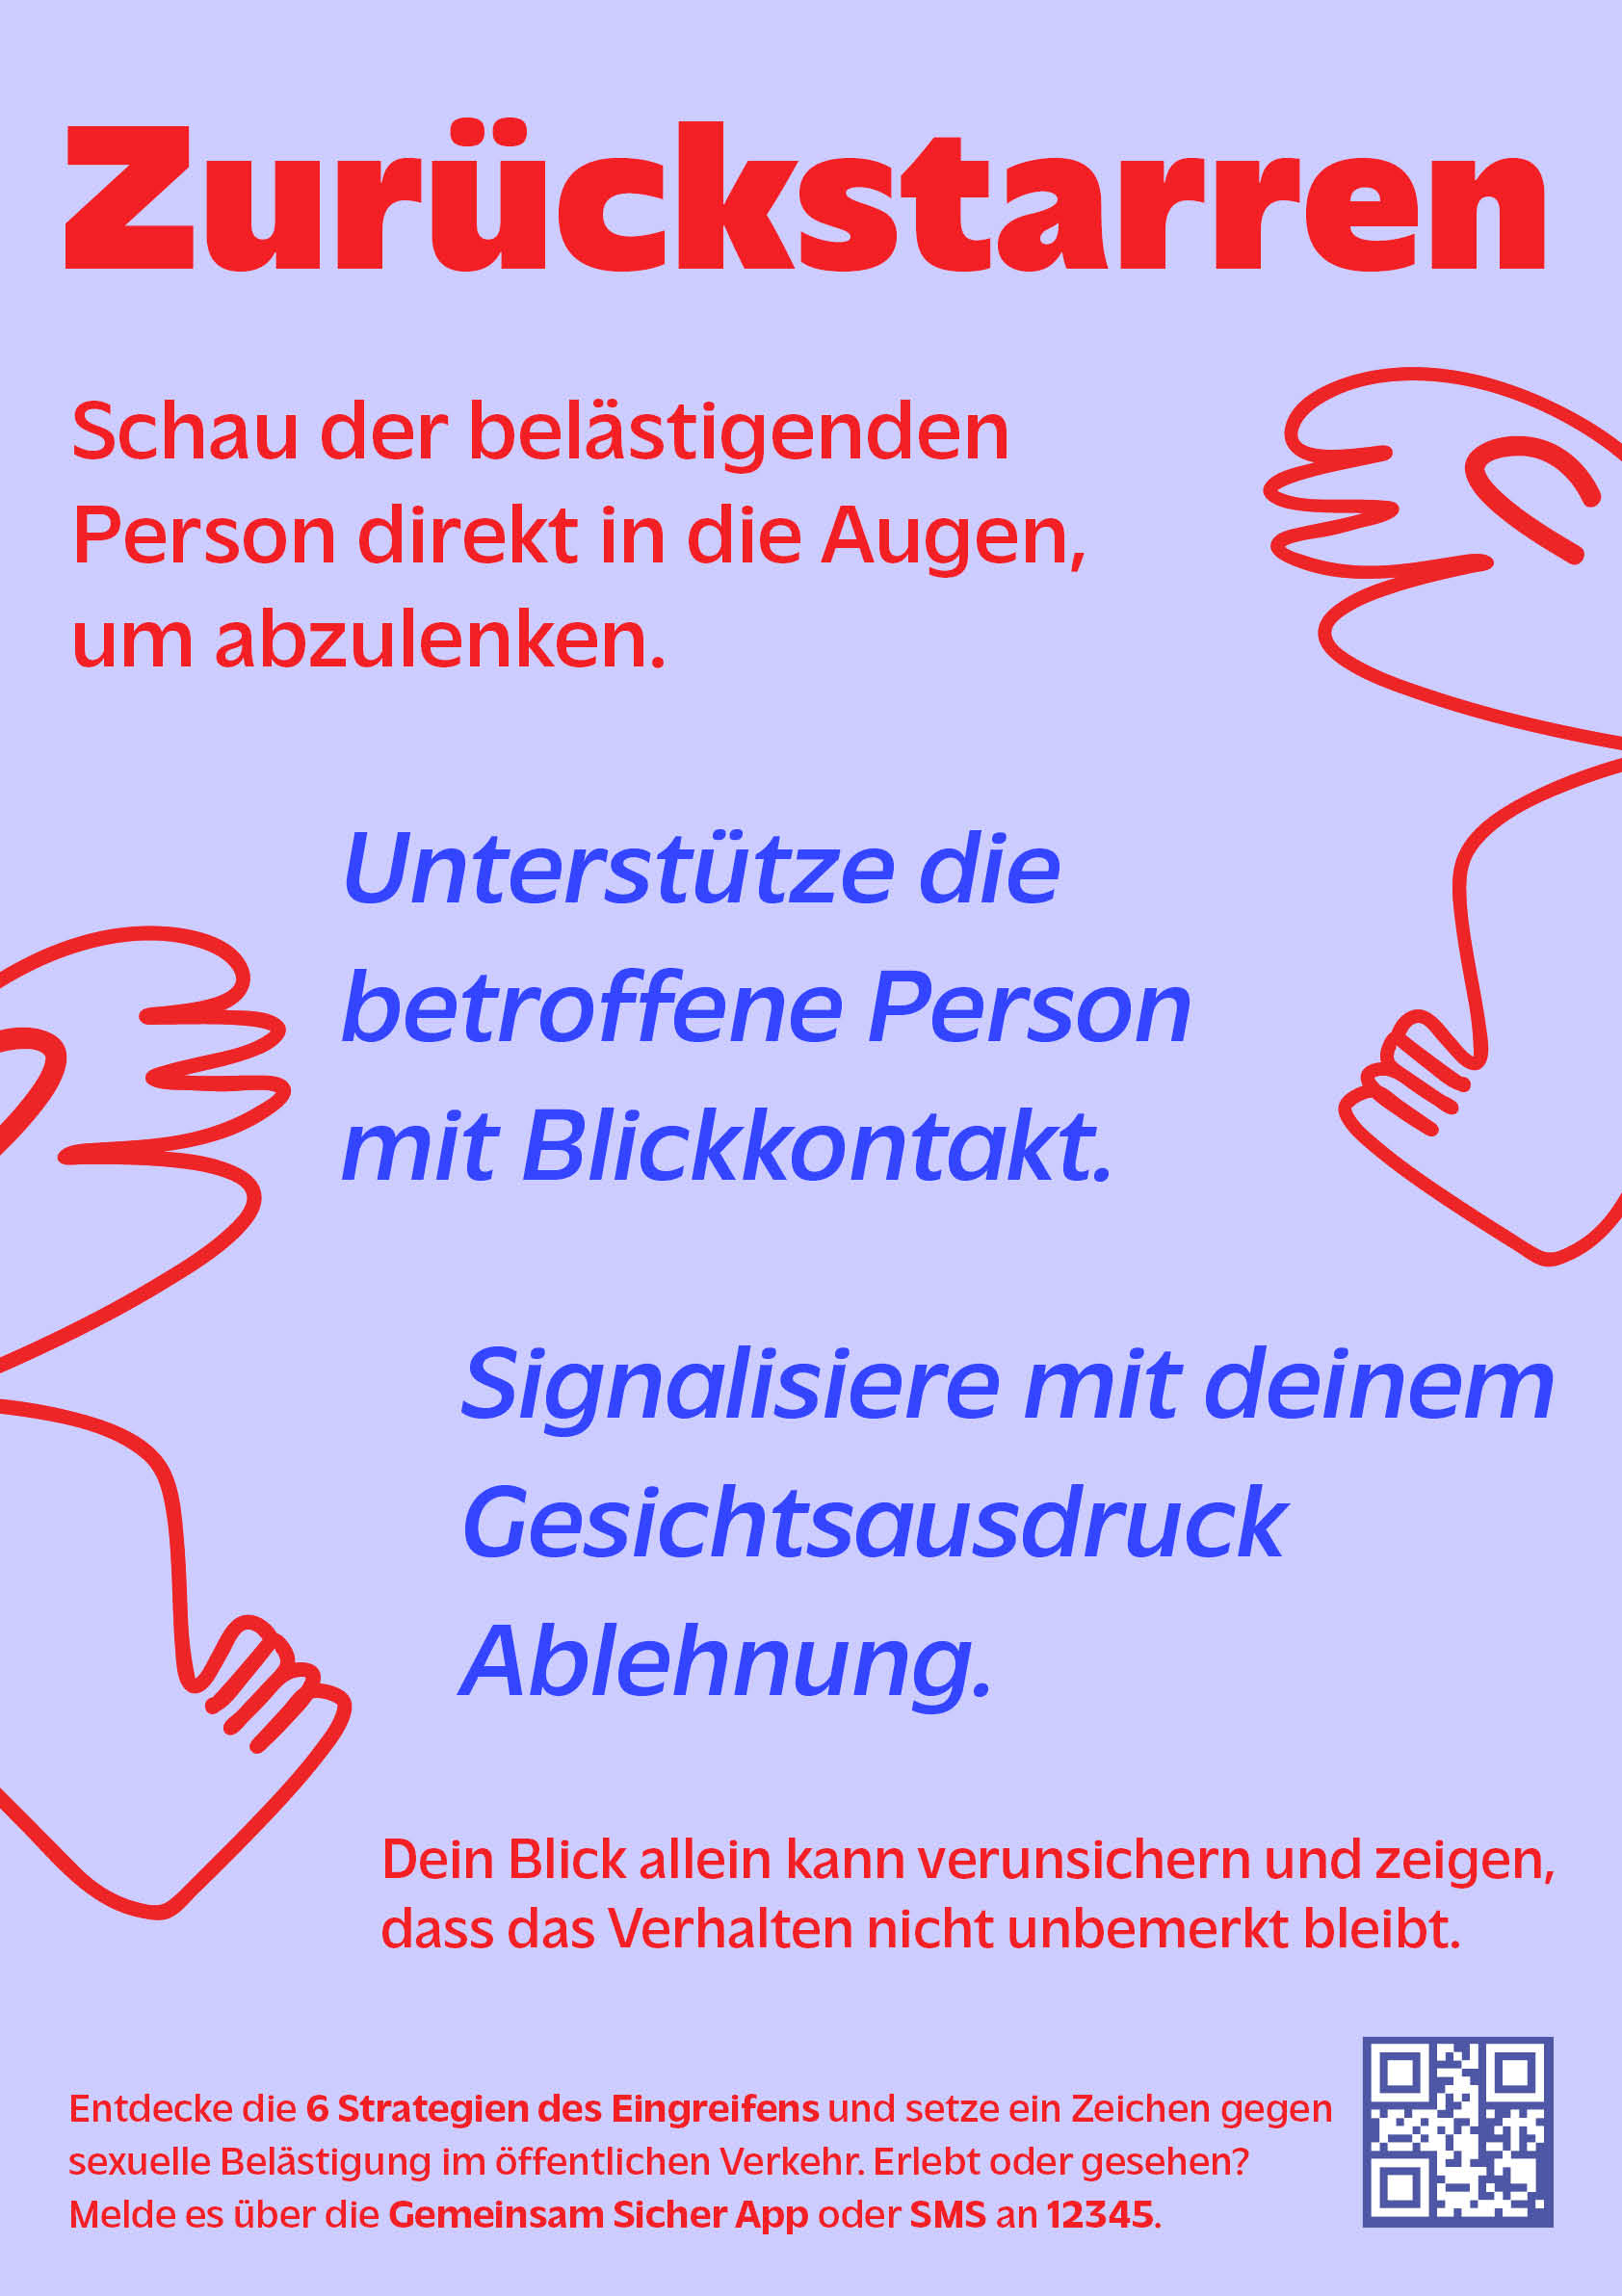 Zurückstarren
Schau der belästigenden
Person direkt in die Augen,
um abzulenken.
Unterstütze die
betroffene Person
mit Blickkontakt.
Signalisiere mit deinem
Gesichtsausdruck
Ablehnung.
Dein Blick allein kann verunsichern und zeigen,
dass das Verhalten nicht unbemerkt bleibt.
Entdecke die 6 Strategien des Eingreifens und setze ein Zeichen gegen
sexuelle Belästigung im öffentlichen Verkehr. Erlebt oder gesehen?
Melde es über die Gemeinsam Sicher App oder SMS an 12345.